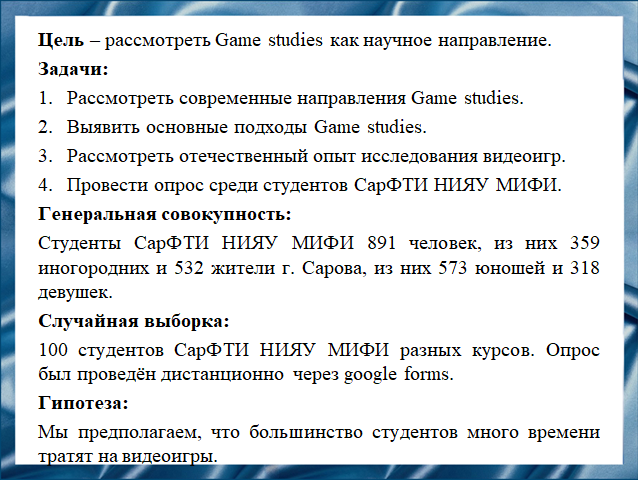 Цель – рассмотреть Game studies как научное направление.
Задачи:
1. Рассмотреть современные направления Game studies.
2. Выявить основные подходы Game studies.
3. Рассмотреть отечественный опыт исследования видеоигр.
4. Провести опрос среди студентов СарФТИ НИЯУ МИФИ.
Генеральная совокупность:
Студенты СарФТИ НИЯУ МИФИ 891 человек, из них 359
иногородних и 532 жители г. Сарова, из них 573 юношей и 318
девушек.
Случайная выборка:
100 студентов СарФТИ НИЯУ МИФИ разных курсов. Опрос
был проведён дистанционно через google forms.
Гипотеза:
Мы предполагаем, что большинство студентов много времени
тратят на видеоигры.